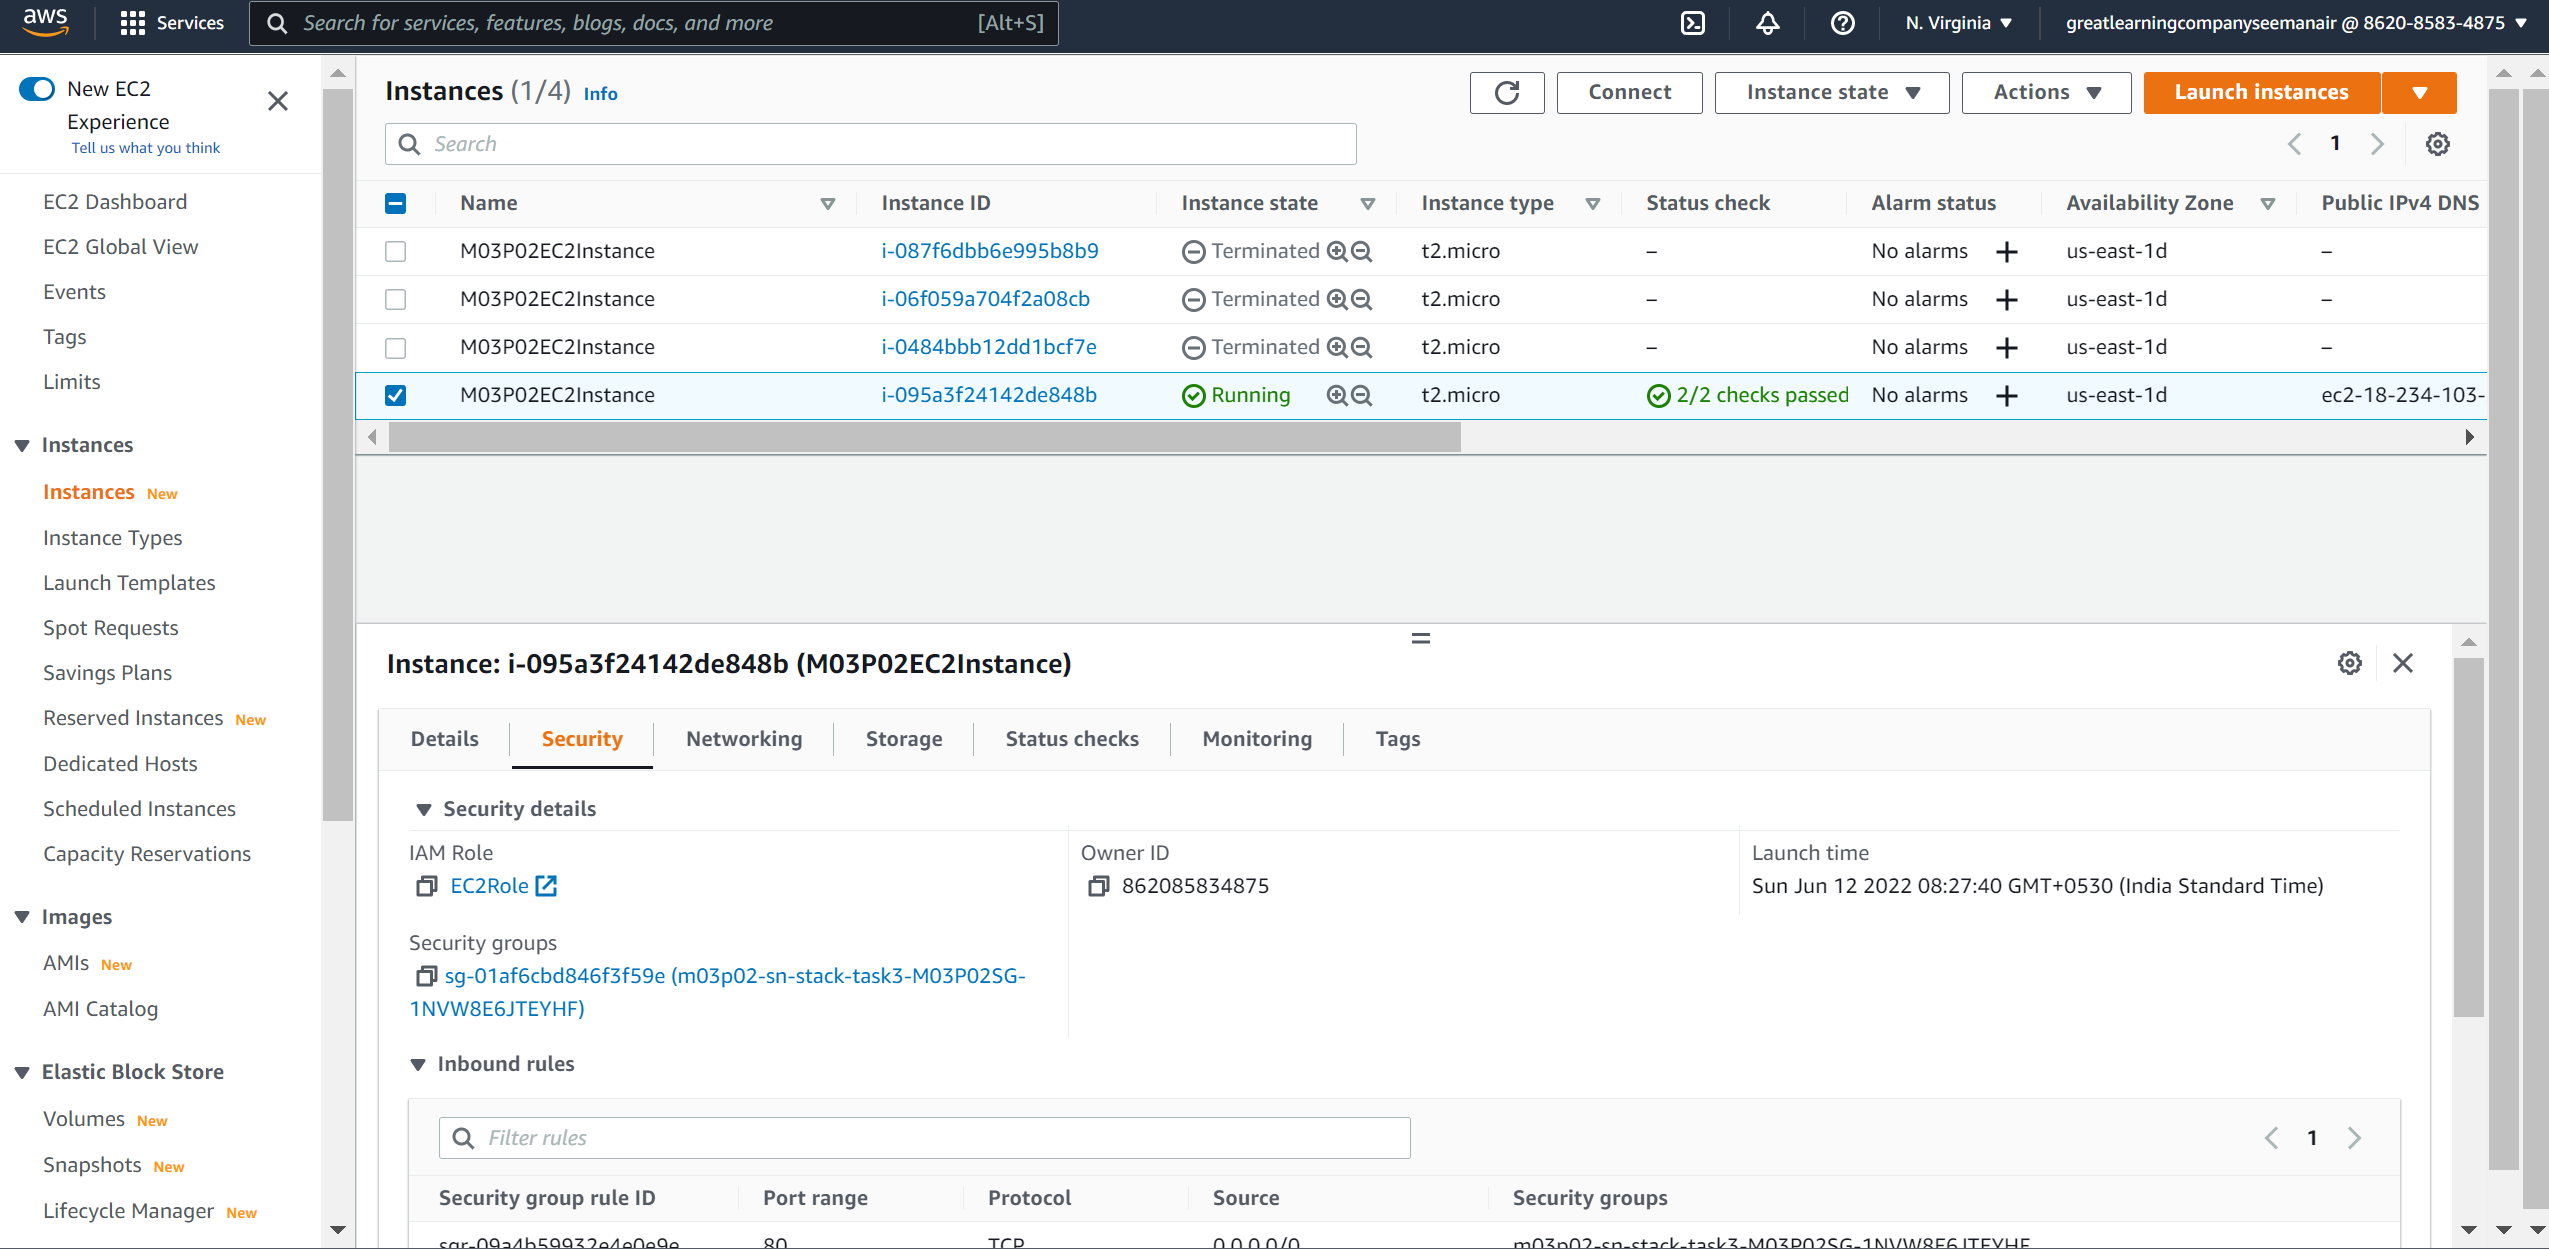 aws Services Search for services, features, blogs, docs, and more [Alt+S] N. Virginia greatlearningcompanyseemanair @ 8620-8583-4875
New EC2
Experience
Tell us what you think
EC2 Dashboard
EC2 Global View
Events
Tags
Limits
Instances
Instances New
Instance Types
Launch Templates
Spot Requests
Savings Plans
Reserved Instances New
Dedicated Hosts
Scheduled Instances
Capacity Reservations
Images
AMIs New
AMI Catalog
Elastic Block Store
Volumes New
Snapshots New
Lifecycle Manager New
Instances (1/4) Info Connect Instance state Actions Launch instances
Search 1
Name Instance ID Instance state Instance type Status check Alarm status Availability Zone Public IPv4 DNS
M03P02EC2Instance i-087f6dbb6e995b8b9 Terminated t2.micro – No alarms + us-east-1d –
M03P02EC2Instance i-06f059a704f2a08cb Terminated t2.micro – No alarms + us-east-1d –
M03P02EC2Instance i-0484bbb12dd1bcf7e Terminated t2.micro – No alarms + us-east-1d –
M03P02EC2Instance i-095a3f24142de848b Running t2.micro 2/2 checks passed No alarms + us-east-1d ec2-18-234-103-
Instance: i-095a3f24142de848b (M03P02EC2Instance)
Details Security Networking Storage Status checks Monitoring Tags
Security details
IAM Role Owner ID Launch time
EC2Role 862085834875 Sun Jun 12 2022 08:27:40 GMT+0530 (India Standard Time)
Security groups
sg-01af6cbd846f3f59e (m03p02-sn-stack-task3-M03P02SG-
1NVW8E6JTEYHF)
Inbound rules
Filter rules 1
Security group rule ID Port range Protocol Source Security groups
sgr-09a4b59932e4e0e9e 80 TCP 0.0.0.0/0 m03p02-sn-stack-task3-M03P02SG-1NVW8E6JTEYHF